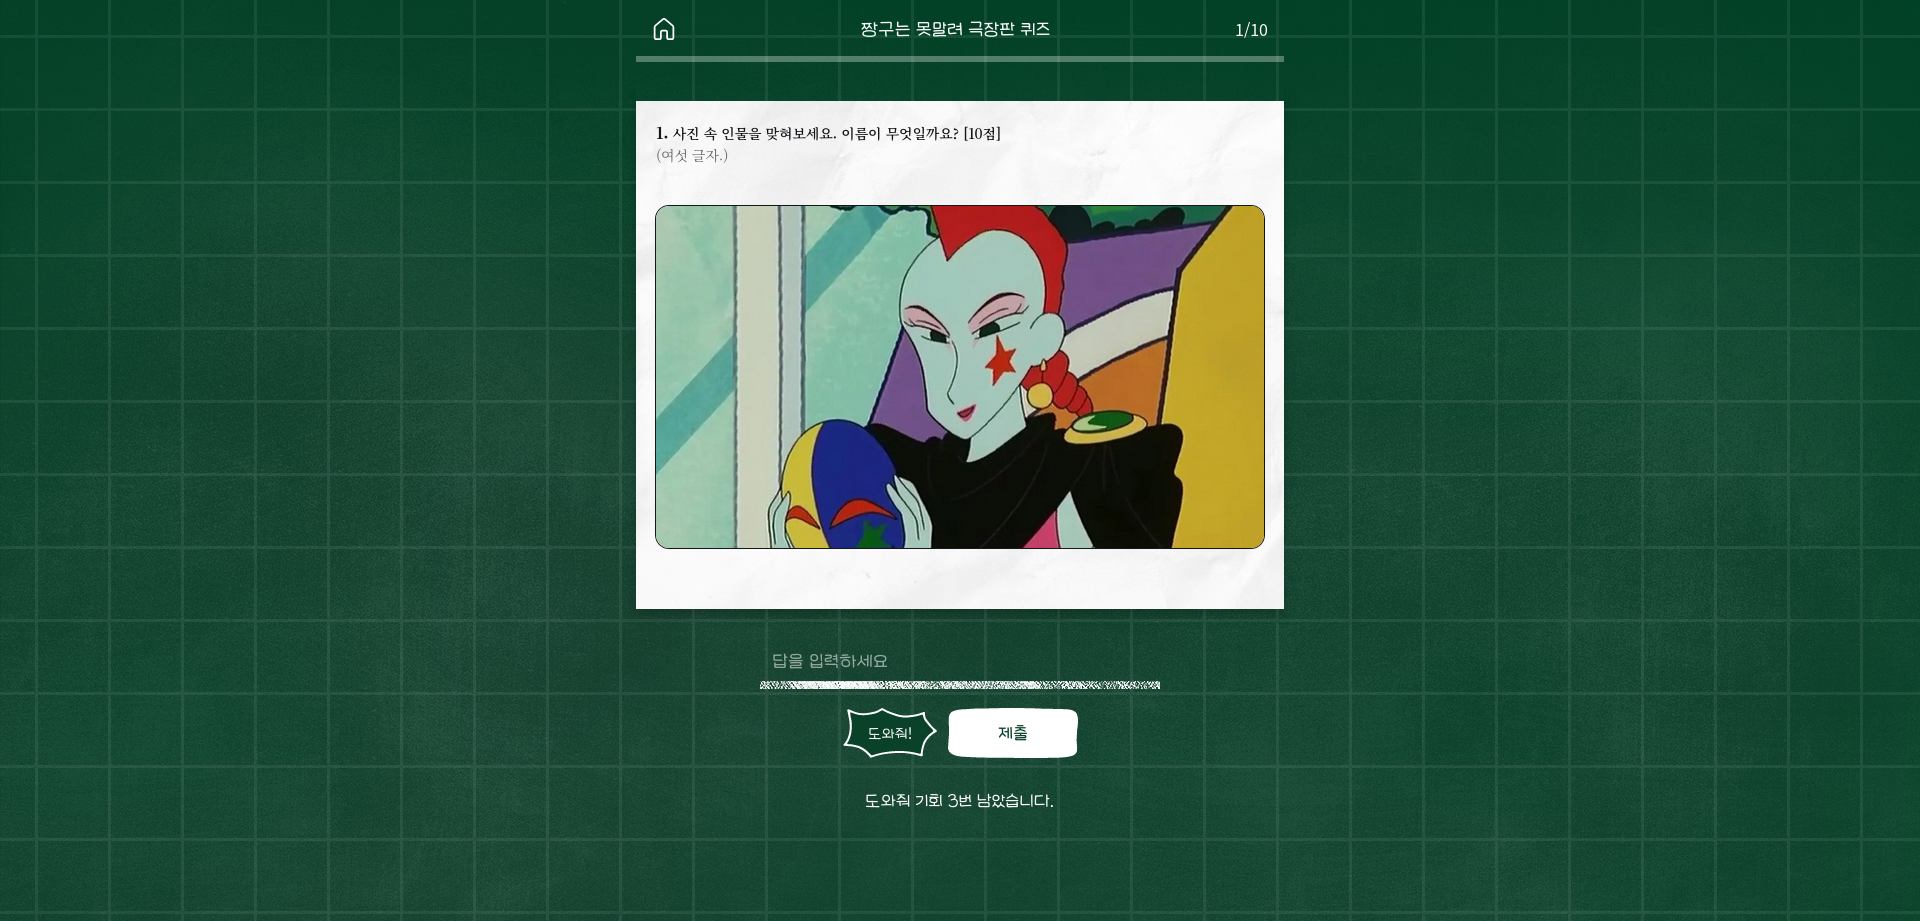 짱구는 못말려 극장판 퀴즈
1/10
1. 사진 속 인물을 맞혀보세요. 이름이 무엇일까요? [10점]
(여섯 글자.)
답을 입력하세요
도와줘!
제출
도와줘 기회 3번 남았습니다.